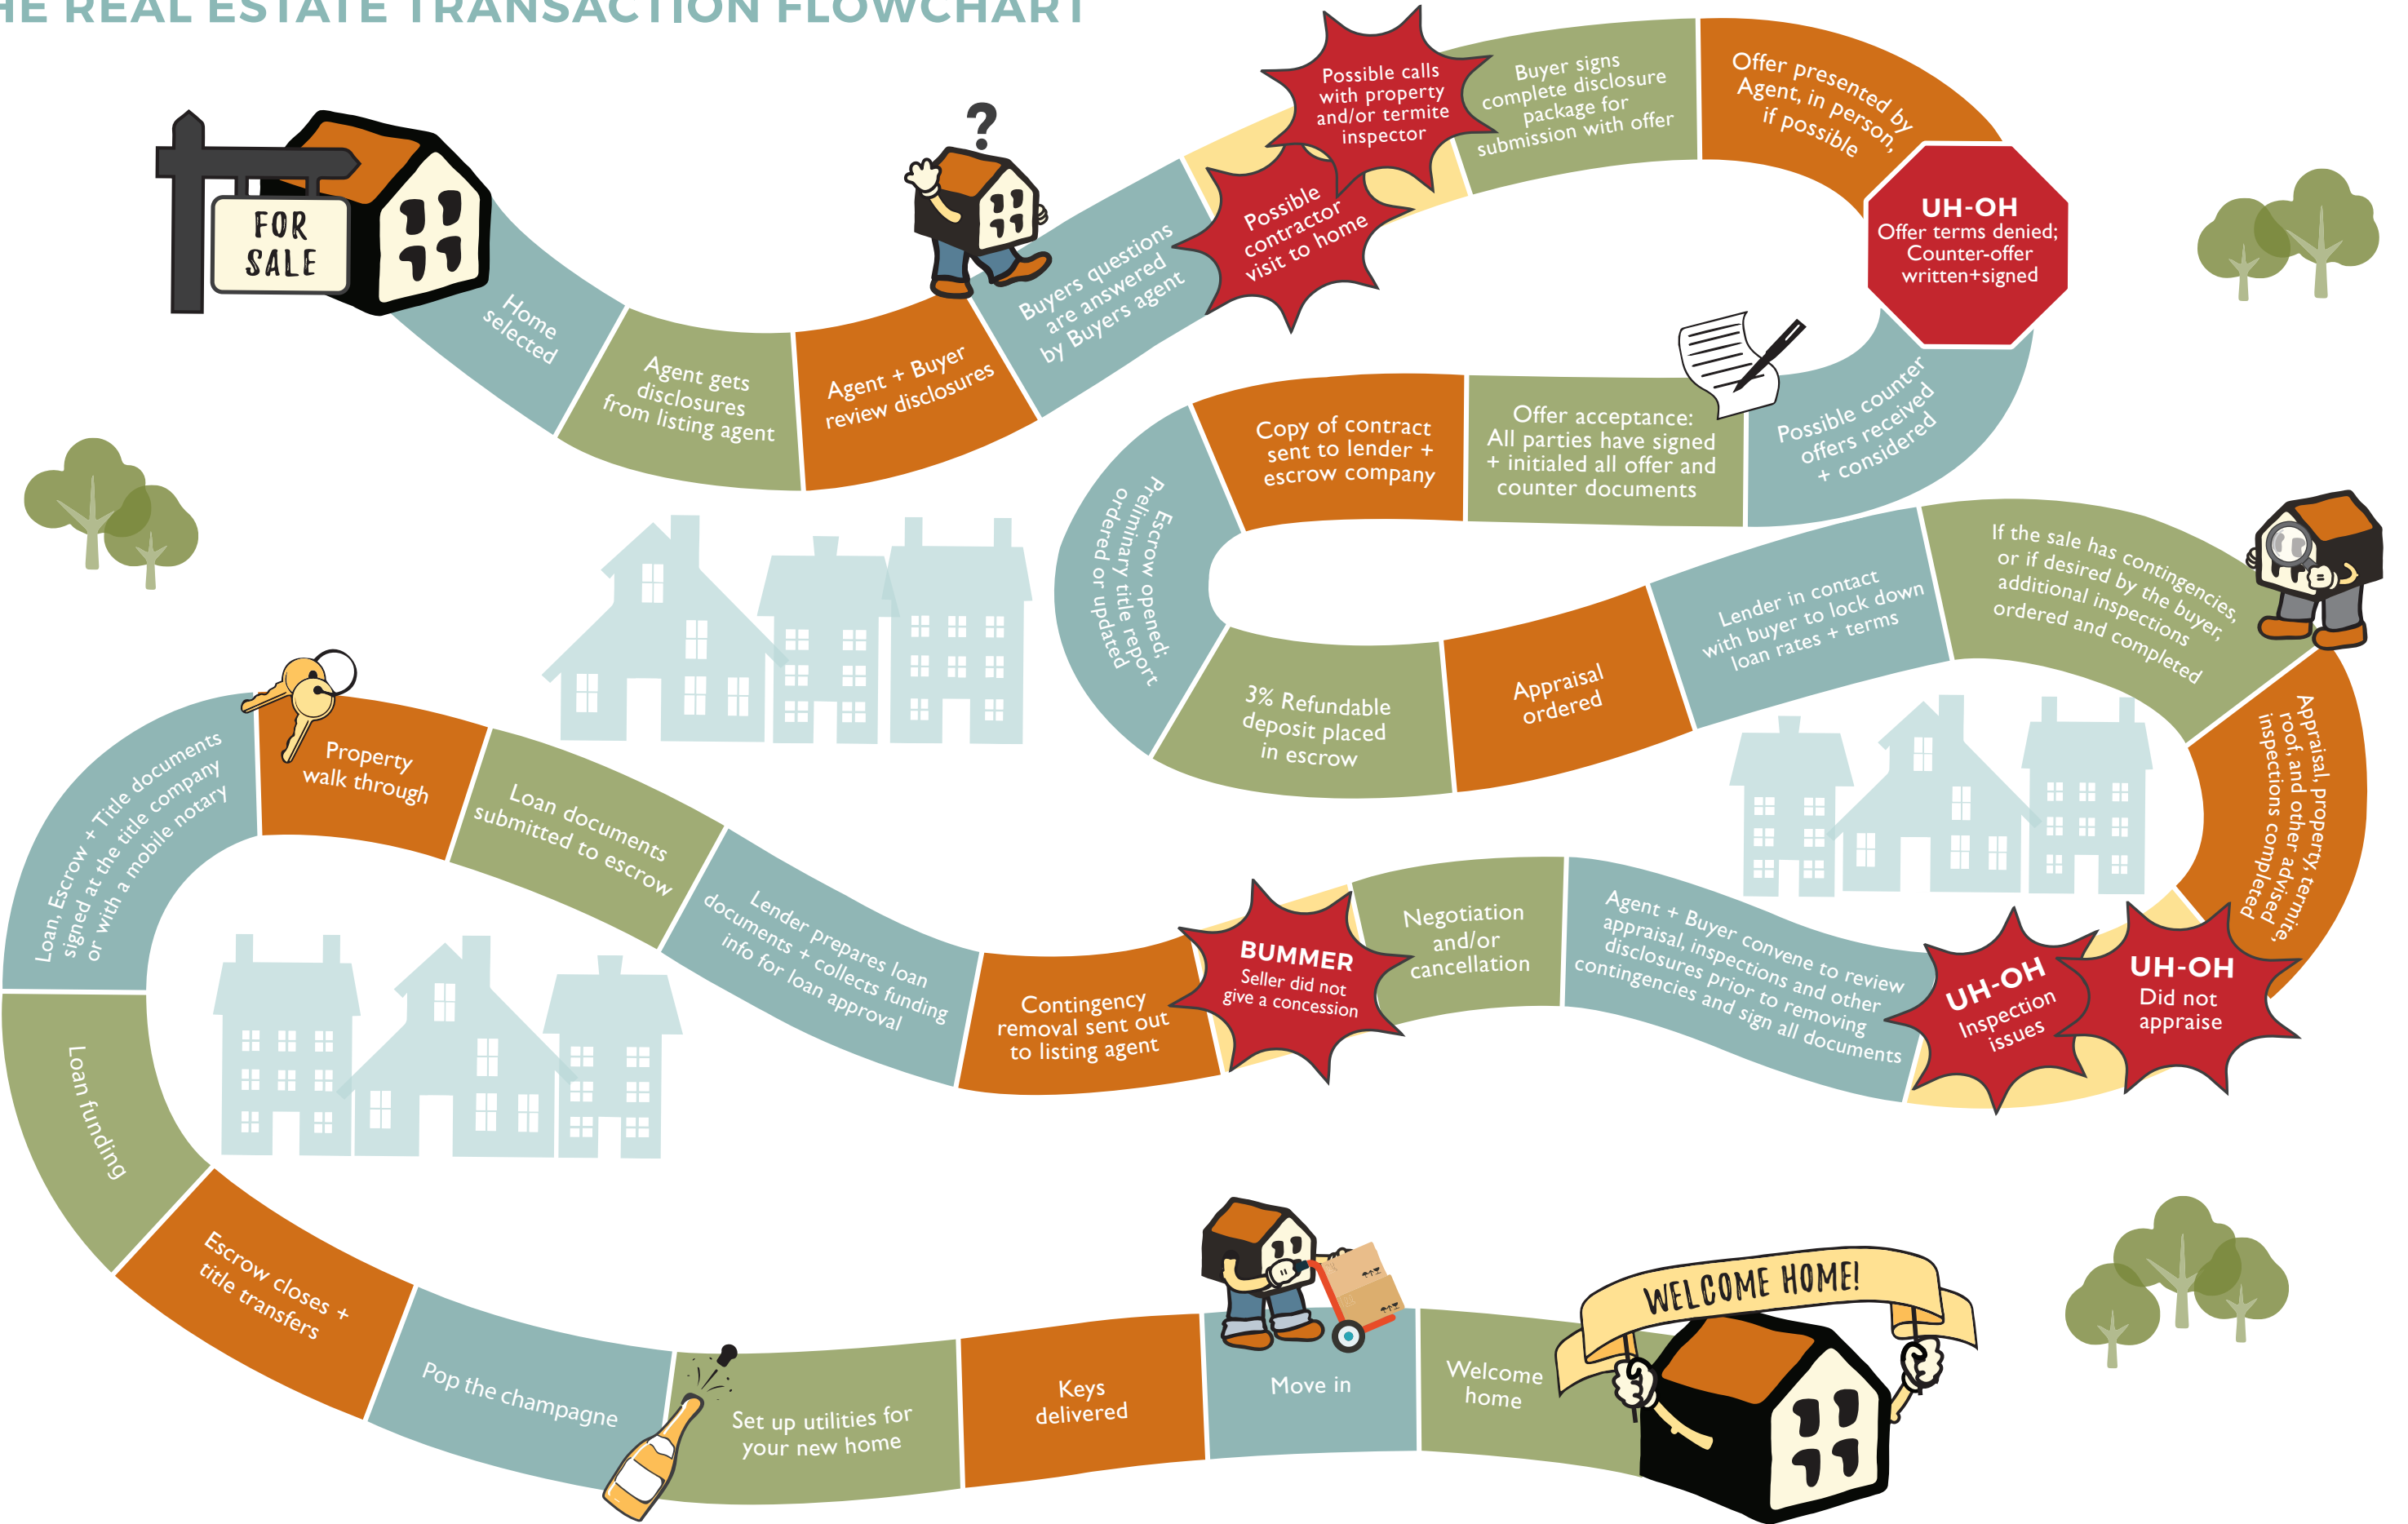 HE REAL ESTATE TRANSACTION FLOWCHART
FOR
SALE
Home
selected
Agent gets
disclosures
from listing agent
Agent + Buyer
review disclosures
?
Buyers questions
are answered
by Buyers agent
Possible
contractor
visit to home
Possible calls
with property
and/or termite
inspector
Buyer signs
complete disclosure
package for
submission with offer
Offer presented by
Agent, in person,
if possible
UH-OH
Offer terms denied;
Counter-offer
written+signed
Possible counter
offers received
+ considered
Offer acceptance:
All parties have signed
+ initialed all offer and
counter documents
Copy of contract
sent to lender +
escrow company
Escrow opened;
Preliminary title report
ordered or updated
3% Refundable
deposit placed
in escrow
Appraisal
ordered
Lender in contact
with buyer to lock down
loan rates + terms
If the sale has contingencies,
or if desired by the buyer,
additional inspections
ordered and completed
Appraisal, property, termite,
roof, and other advised
inspections completed
UH-OH
Did not
appraise
UH-OH
Inspection
issues
Agent + Buyer convene to review
appraisal, inspections and other
disclosures prior to removing
contingencies and sign all documents
Negotiation
and/or
cancellation
BUMMER
Seller did not
give a concession
Contingency
removal sent out
to listing agent
Lender prepares loan
documents + collects funding
info for loan approval
Loan documents
submitted to escrow
Property
walk through
Loan, Escrow + Title documents
signed at the title company
or with a mobile notary
Loan funding
Escrow closes +
title transfers
Pop the champagne
Set up utilities for
your new home
Keys
delivered
Move in
Welcome
home
WELCOME HOME!